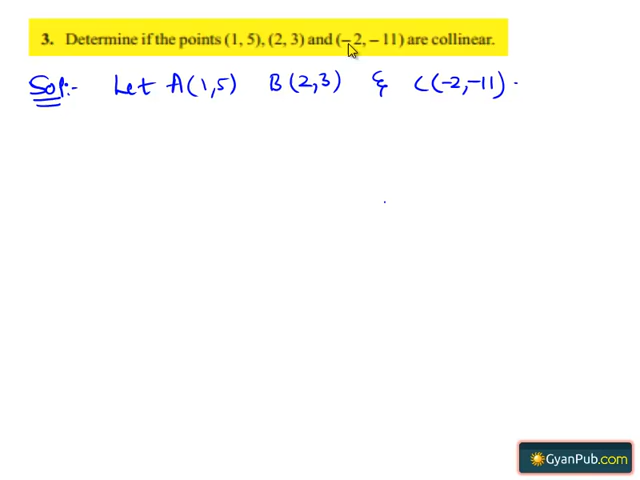 3. Determine if the points (1, 5), (2, 3) and (– 2, – 11) are collinear.
Sol:- Let A(1,5) B(2,3) & C(-2,-11).
GyanPub.com